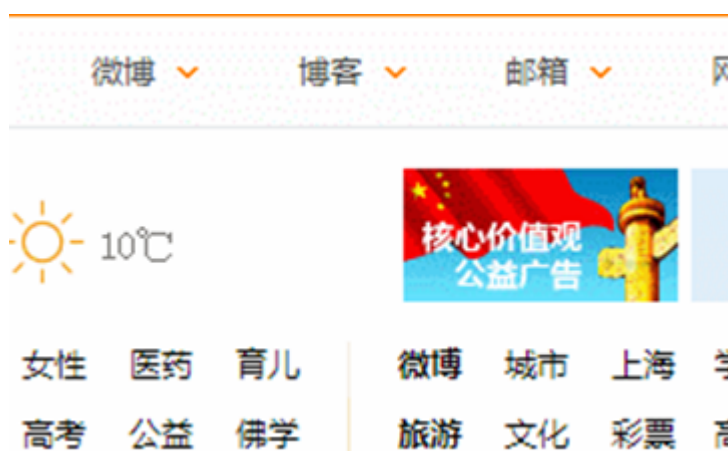 微博 博客 邮箱
10℃
核心价值观
公益广告
女性 医药 育儿 微博 城市 上海
高考 公益 佛学 旅游 文化 彩票